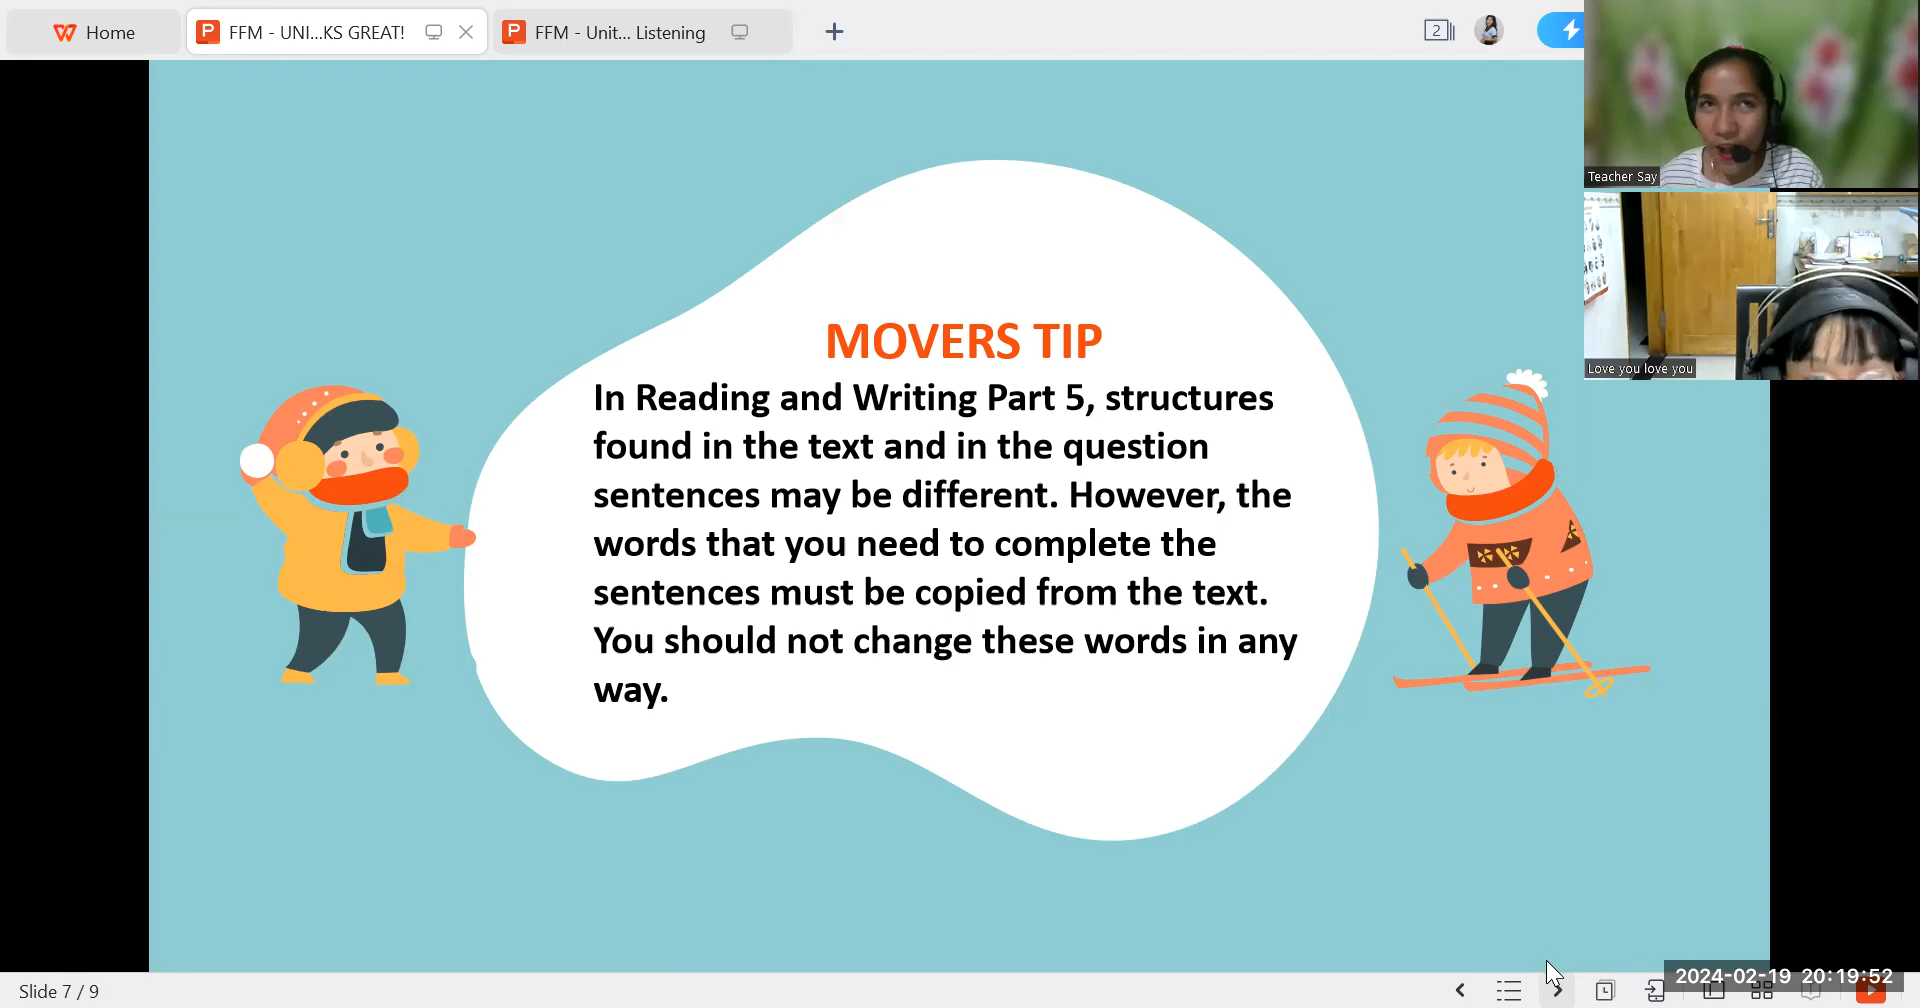 Home
FFM - UNI...KS GREAT!
FFM - Unit... Listening
2
Teacher Say
Love you love you
MOVERS TIP
In Reading and Writing Part 5, structures
found in the text and in the question
sentences may be different. However, the
words that you need to complete the
sentences must be copied from the text.
You should not change these words in any
way.
Slide 7 / 9
2024-02-19 20:19:52